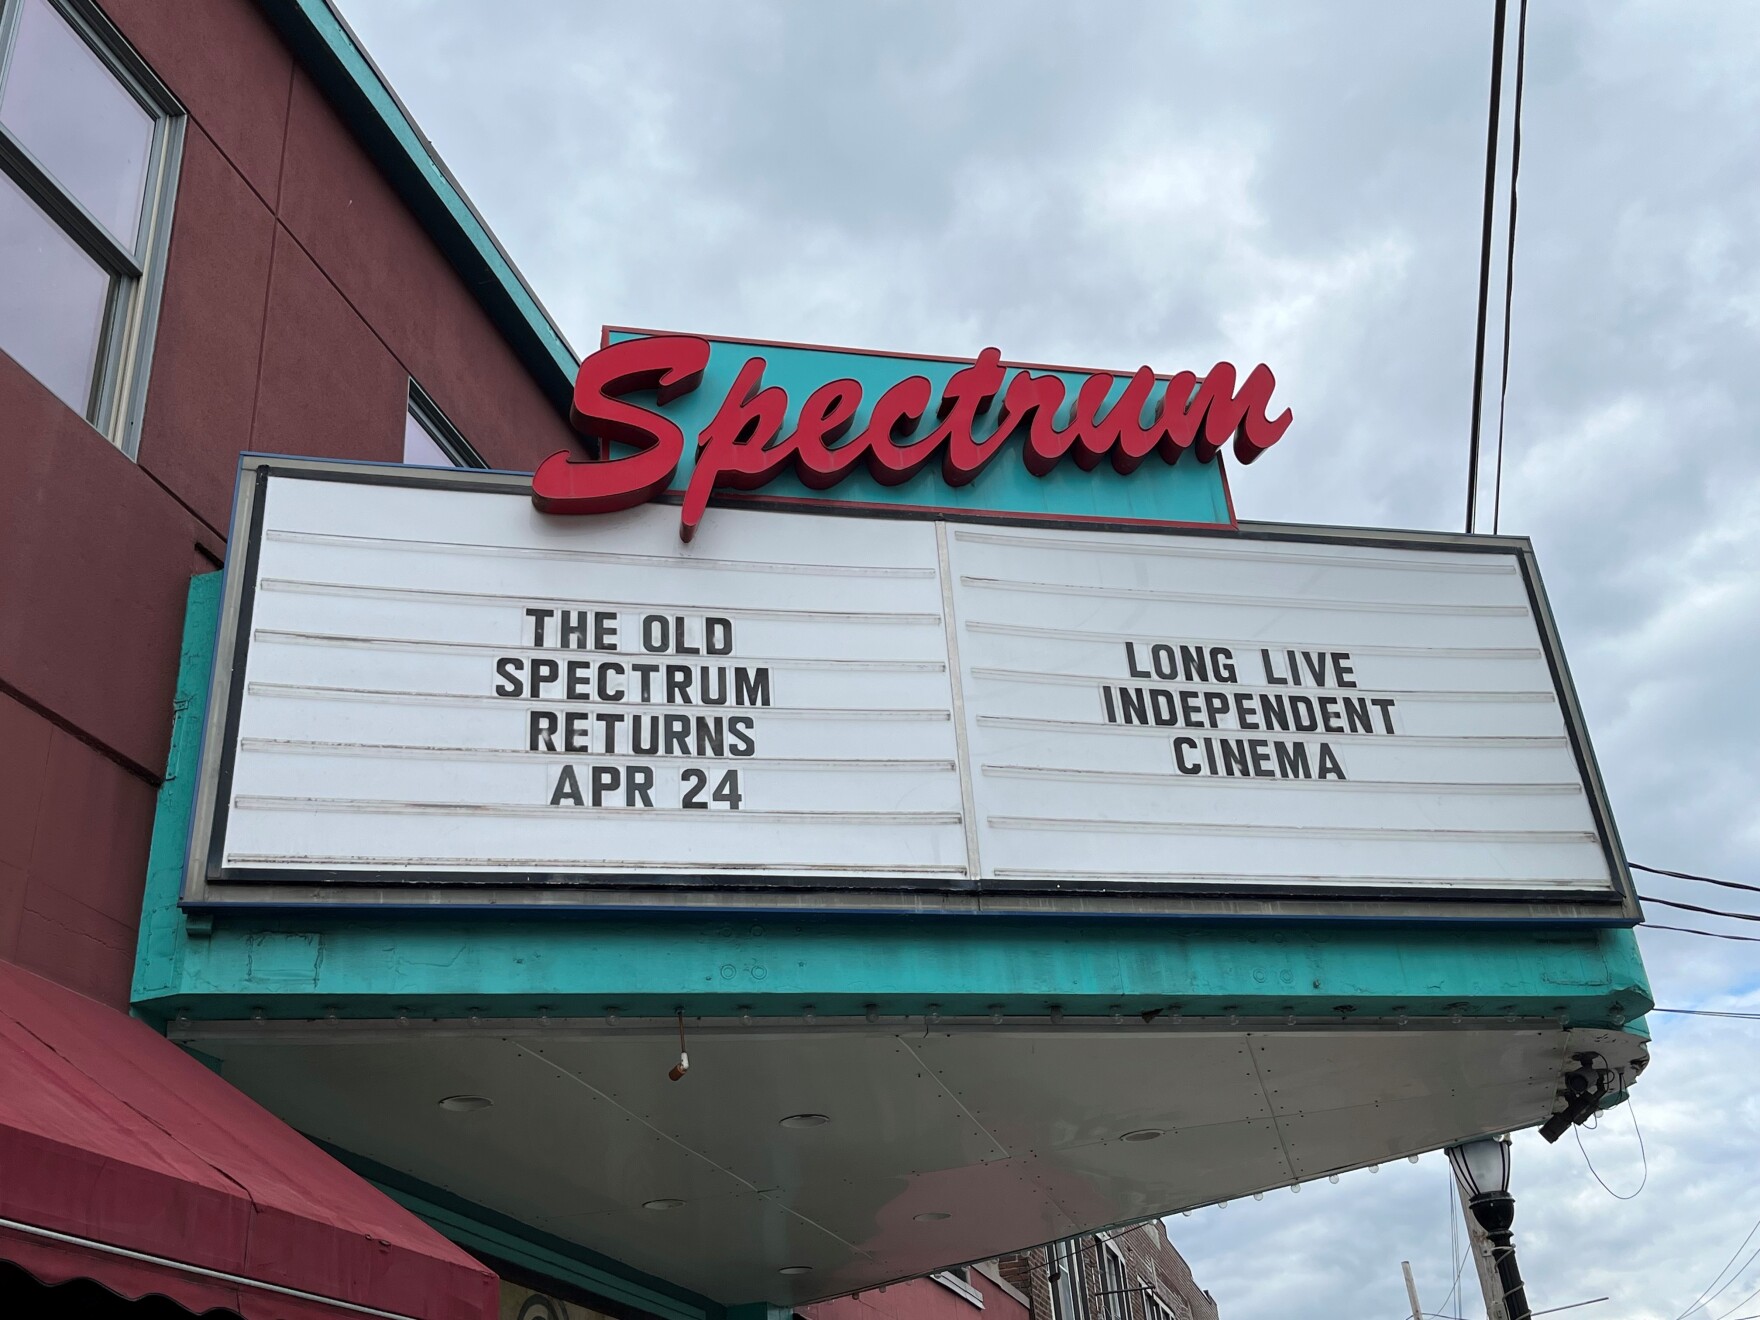 Spectrum
THE OLD
SPECTRUM
RETURNS
APR 24
LONG LIVE
INDEPENDENT
CINEMA